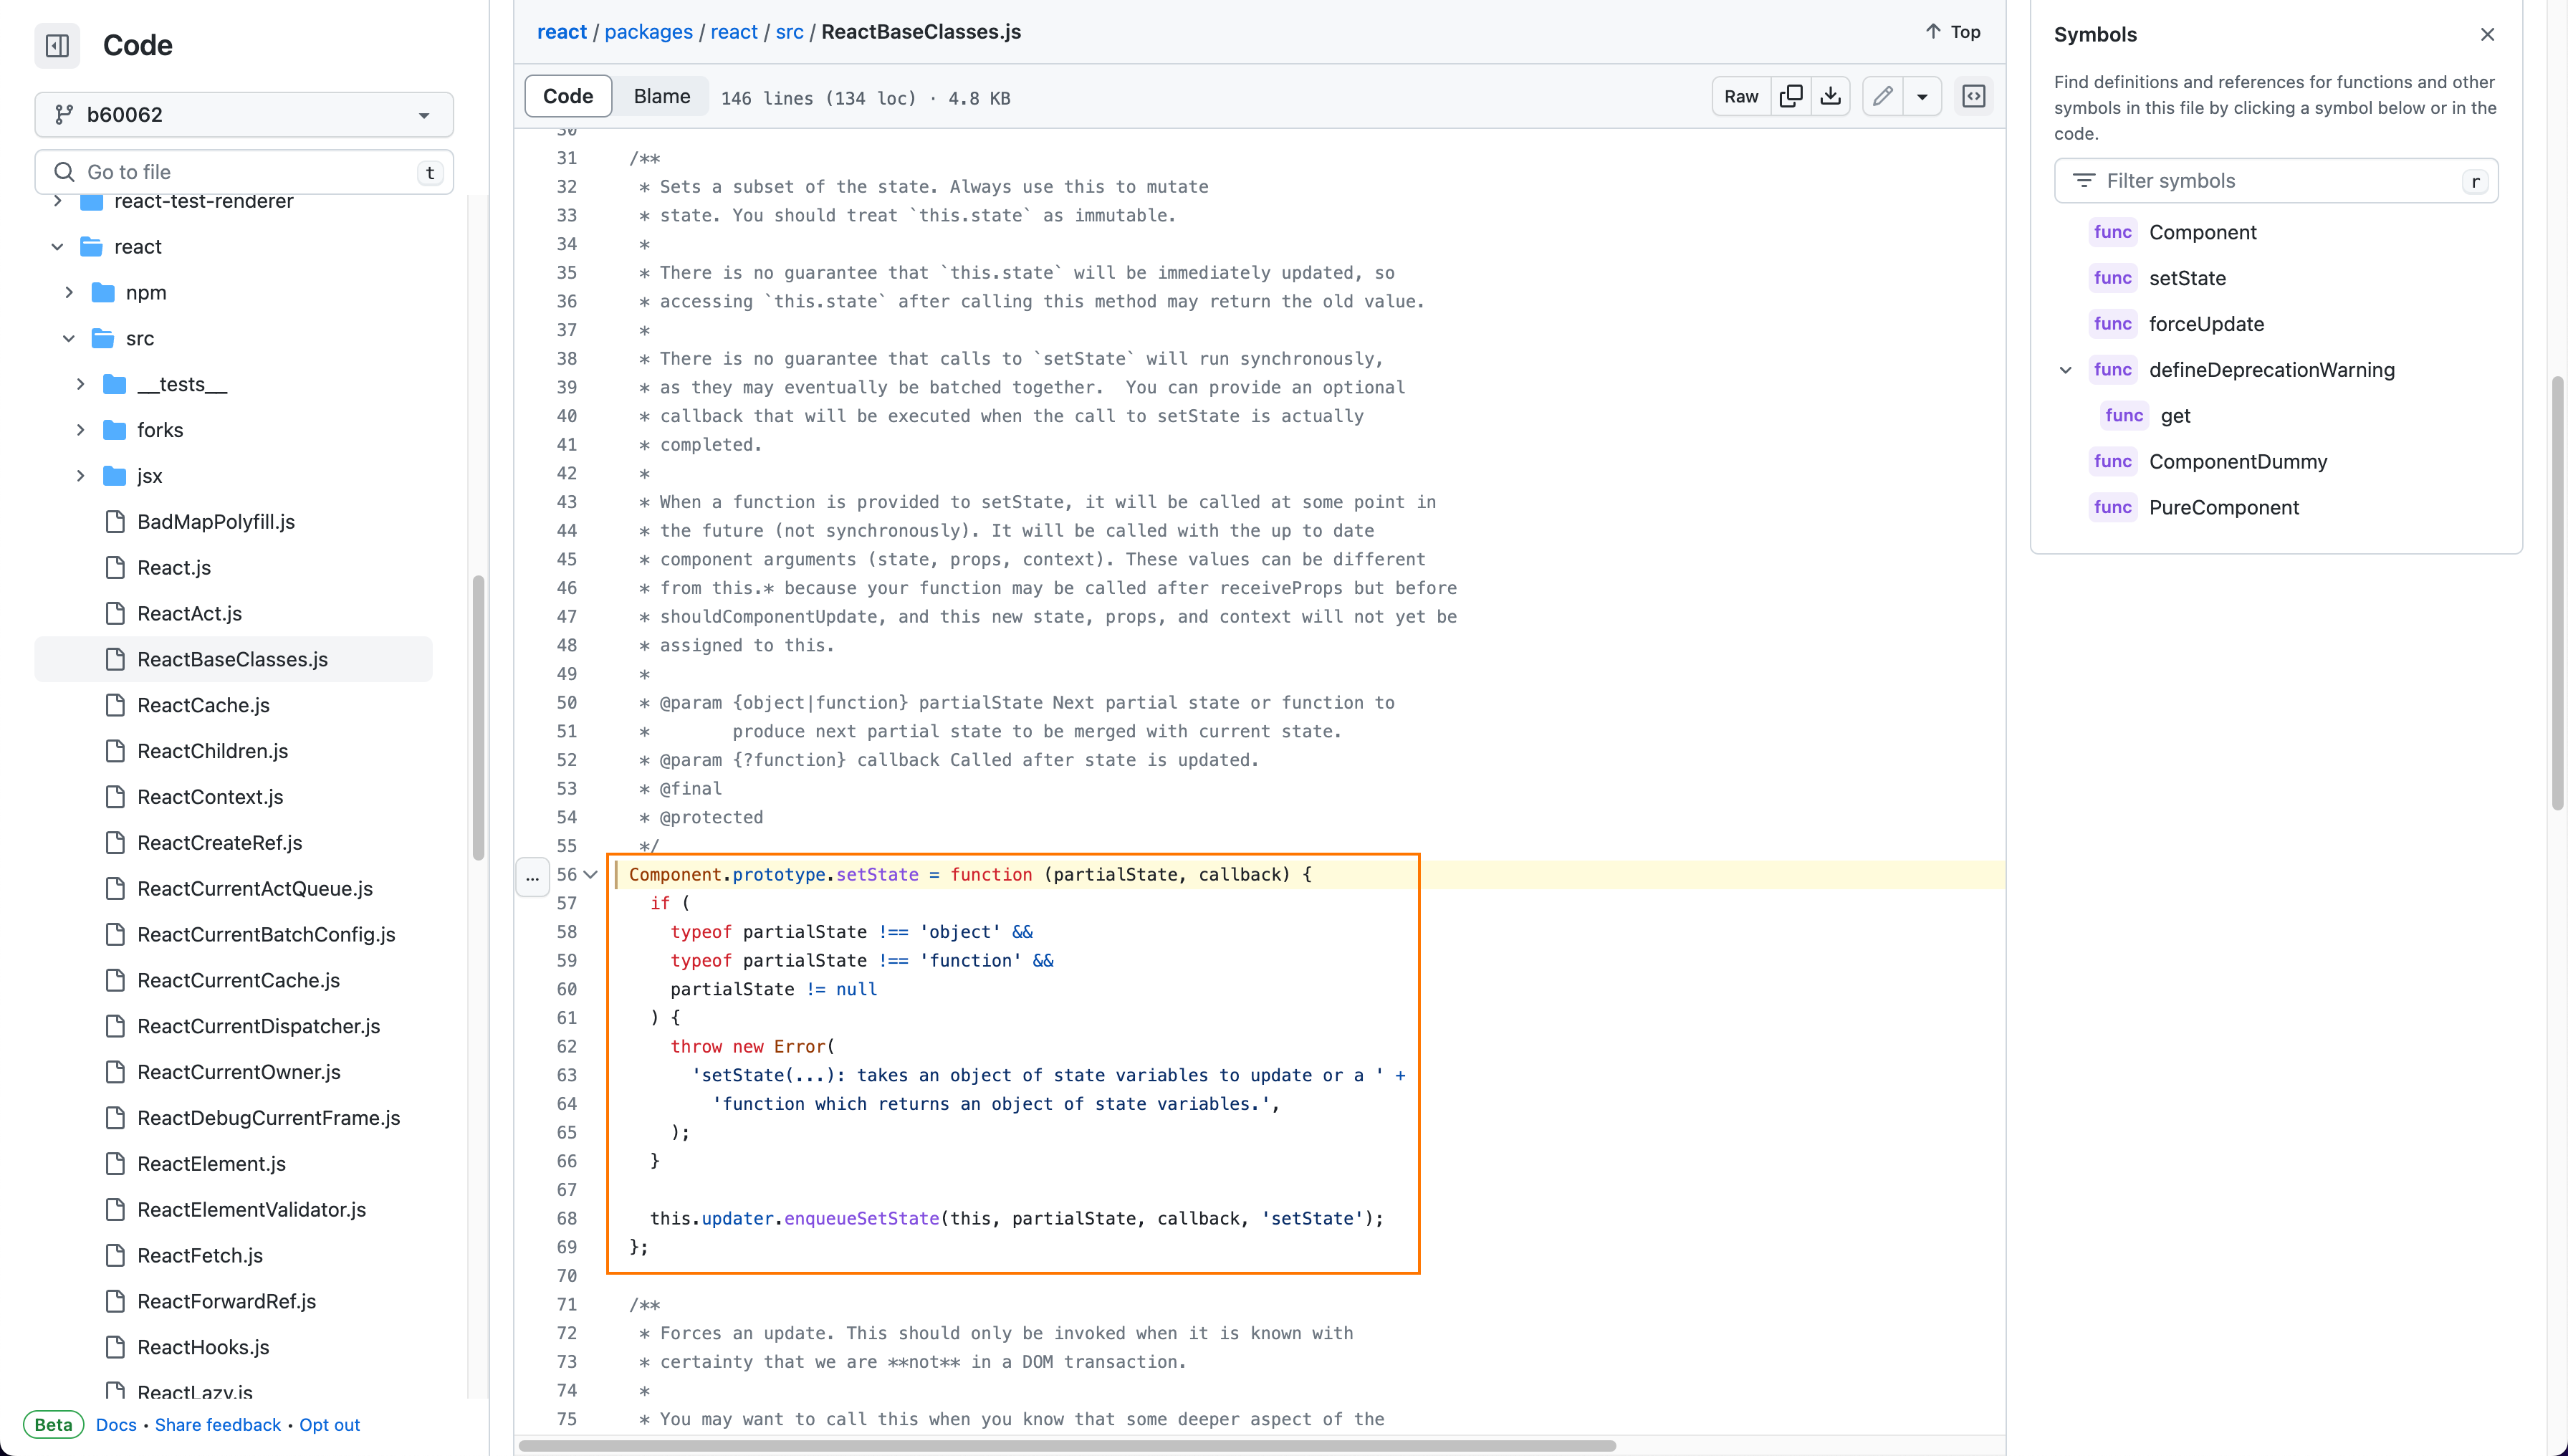 Code
b60062
Go to file
t
react-test-renderer
react
npm
src
__tests__
forks
jsx
BadMapPolyfill.js
React.js
ReactAct.js
ReactBaseClasses.js
ReactCache.js
ReactChildren.js
ReactContext.js
ReactCreateRef.js
ReactCurrentActQueue.js
ReactCurrentBatchConfig.js
ReactCurrentCache.js
ReactCurrentDispatcher.js
ReactCurrentOwner.js
ReactDebugCurrentFrame.js
ReactElement.js
ReactElementValidator.js
ReactFetch.js
ReactForwardRef.js
ReactHooks.js
ReactLazy.js
Beta Docs • Share feedback • Opt out
react / packages / react / src / ReactBaseClasses.js
Top
Code Blame 146 lines (134 loc) · 4.8 KB
Raw
30
31 /**
32 * Sets a subset of the state. Always use this to mutate
33 * state. You should treat `this.state` as immutable.
34 *
35 * There is no guarantee that `this.state` will be immediately updated, so
36 * accessing `this.state` after calling this method may return the old value.
37 *
38 * There is no guarantee that calls to `setState` will run synchronously,
39 * as they may eventually be batched together.  You can provide an optional
40 * callback that will be executed when the call to setState is actually
41 * completed.
42 *
43 * When a function is provided to setState, it will be called at some point in
44 * the future (not synchronously). It will be called with the up to date
45 * component arguments (state, props, context). These values can be different
46 * from this.* because your function may be called after receiveProps but before
47 * shouldComponentUpdate, and this new state, props, and context will not yet be
48 * assigned to this.
49 *
50 * @param {object|function} partialState Next partial state or function to
51 *        produce next partial state to be merged with current state.
52 * @param {?function} callback Called after state is updated.
53 * @final
54 * @protected
55 */
... 56 Component.prototype.setState = function (partialState, callback) {
57 if (
58 typeof partialState !== 'object' &&
59 typeof partialState !== 'function' &&
60 partialState != null
61 ) {
62 throw new Error(
63 'setState(...): takes an object of state variables to update or a ' +
64 'function which returns an object of state variables.',
65 );
66 }
67
68 this.updater.enqueueSetState(this, partialState, callback, 'setState');
69 };
70
71 /**
72 * Forces an update. This should only be invoked when it is known with
73 * certainty that we are **not** in a DOM transaction.
74 *
75 * You may want to call this when you know that some deeper aspect of the
Symbols
Find definitions and references for functions and other
symbols in this file by clicking a symbol below or in the
code.
Filter symbols
r
func Component
func setState
func forceUpdate
func defineDeprecationWarning
func get
func ComponentDummy
func PureComponent